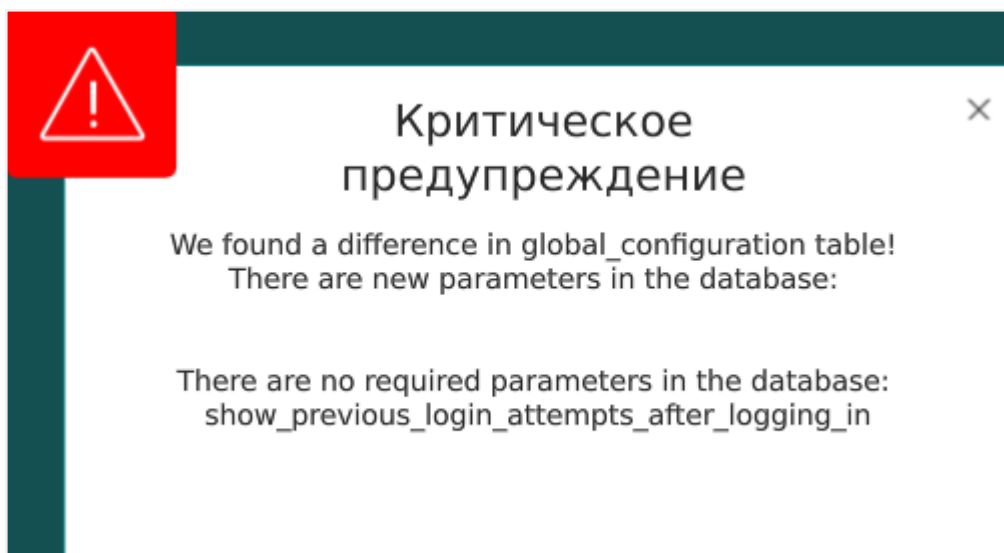 Критическое
предупреждение
We found a difference in global_configuration table!
There are new parameters in the database:
There are no required parameters in the database:
show_previous_login_attempts_after_logging_in